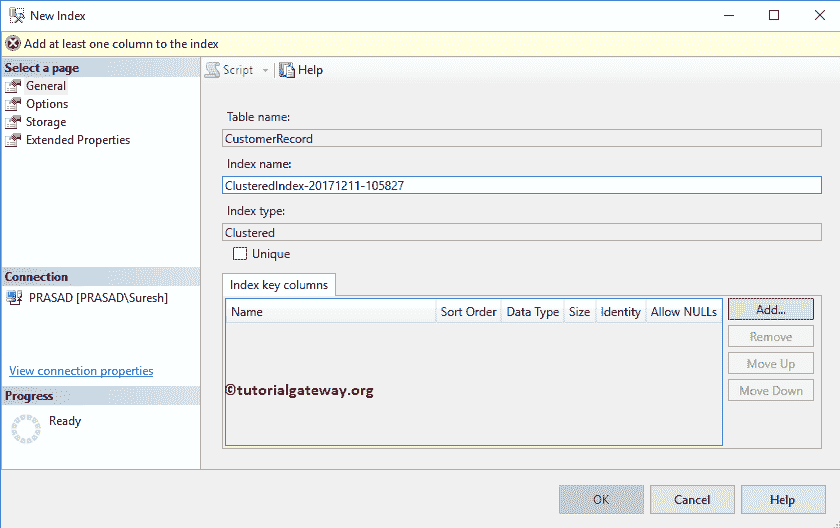 New Index
Add at least one column to the index
Select a page
General
Options
Storage
Extended Properties
Connection
PRASAD [PRASAD\Suresh]
View connection properties
Progress
Ready
Script
Help
Table name:
CustomerRecord
Index name:
ClusteredIndex-20171211-105827
Index type:
Clustered
Unique
Index key columns
Name Sort Order Data Type Size Identity Allow NULLs
©tutorialgateway.org
Add...
Remove
Move Up
Move Down
OK Cancel Help